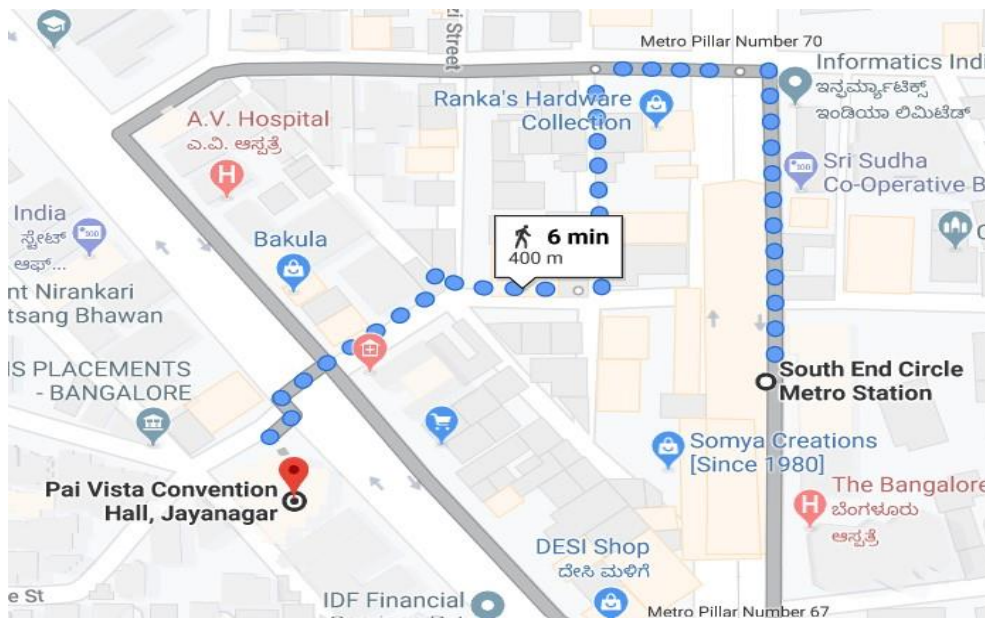 zi Street
Metro Pillar Number 70
Informatics Indi
ಇನ್ಫರ್ಮ್ಯಾಟಿಕ್ಸ್
ಇಂಡಿಯಾ ಲಿಮಿಟೆಡ್
Ranka's Hardware
Collection
A.V. Hospital
ಎ.ವಿ. ಆಸ್ಪತ್ರೆ
H
Sri Sudha
Co-Operative B
India
ಸ್ಟೇಟ್
ಆಫ್...
Bakula
6 min
400 m
nt Nirankari
tsang Bhawan
IS PLACEMENTS
- BANGALORE
South End Circle
Metro Station
Somya Creations
[Since 1980]
Pai Vista Convention
Hall, Jayanagar
The Bangalore
ಬೆಂಗಳೂರು
ಆಸ್ಪತ್ರೆ
H
DESI Shop
ದೇಸಿ ಮಳಿಗೆ
e St
IDF Financial
Metro Pillar Number 67